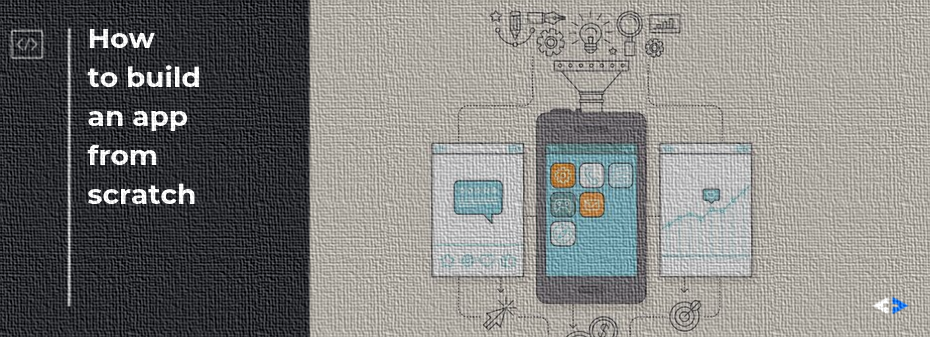 How
to build
an app
from
scratch